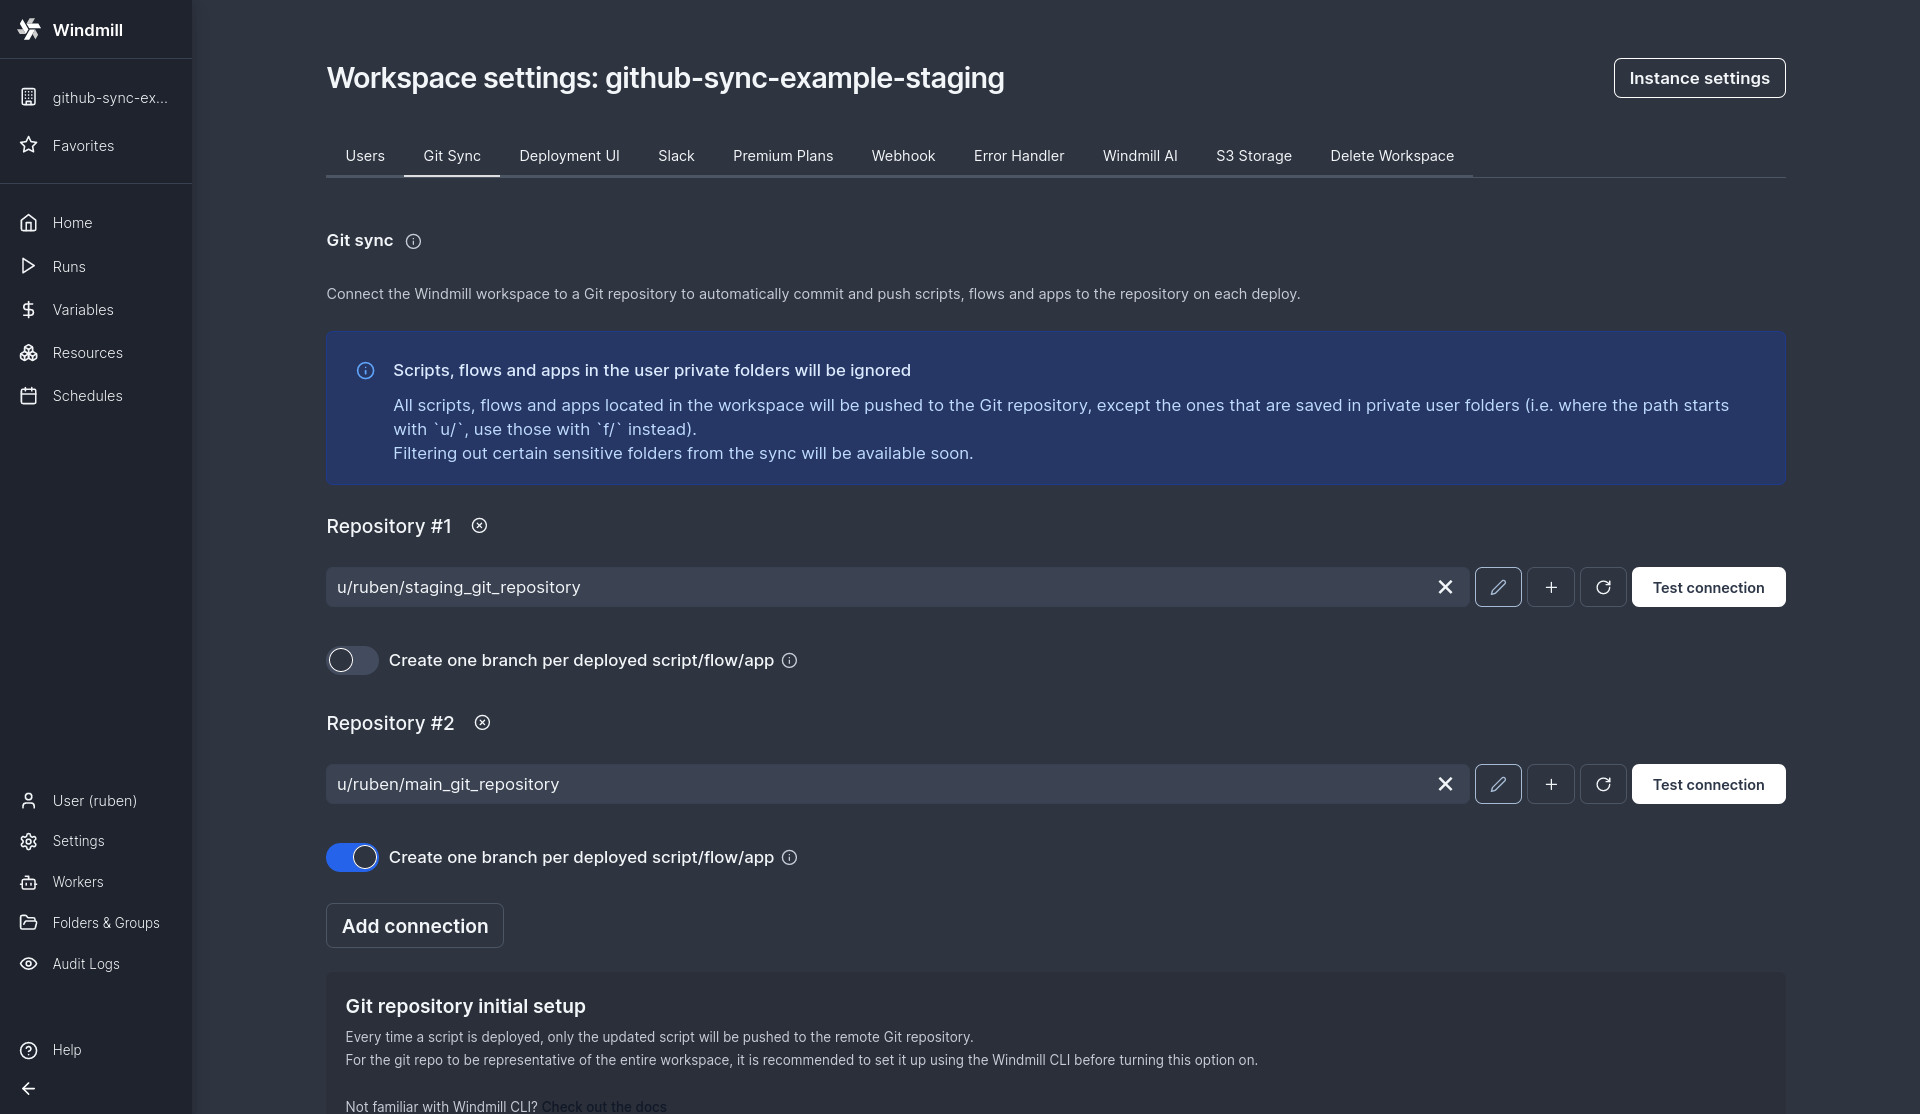 Windmill
github-sync-ex...
Favorites
Home
Runs
Variables
Resources
Schedules
User (ruben)
Settings
Workers
Folders & Groups
Audit Logs
Help
Workspace settings: github-sync-example-staging
Instance settings
Users
Git Sync
Deployment UI
Slack
Premium Plans
Webhook
Error Handler
Windmill AI
S3 Storage
Delete Workspace
Git sync
Connect the Windmill workspace to a Git repository to automatically commit and push scripts, flows and apps to the repository on each deploy.
Scripts, flows and apps in the user private folders will be ignored
All scripts, flows and apps located in the workspace will be pushed to the Git repository, except the ones that are saved in private user folders (i.e. where the path starts
with `u/`, use those with `f/` instead).
Filtering out certain sensitive folders from the sync will be available soon.
Repository #1
u/ruben/staging_git_repository
Test connection
Create one branch per deployed script/flow/app
Repository #2
u/ruben/main_git_repository
Test connection
Create one branch per deployed script/flow/app
Add connection
Git repository initial setup
Every time a script is deployed, only the updated script will be pushed to the remote Git repository.
For the git repo to be representative of the entire workspace, it is recommended to set it up using the Windmill CLI before turning this option on.
Not familiar with Windmill CLI? Check out the docs